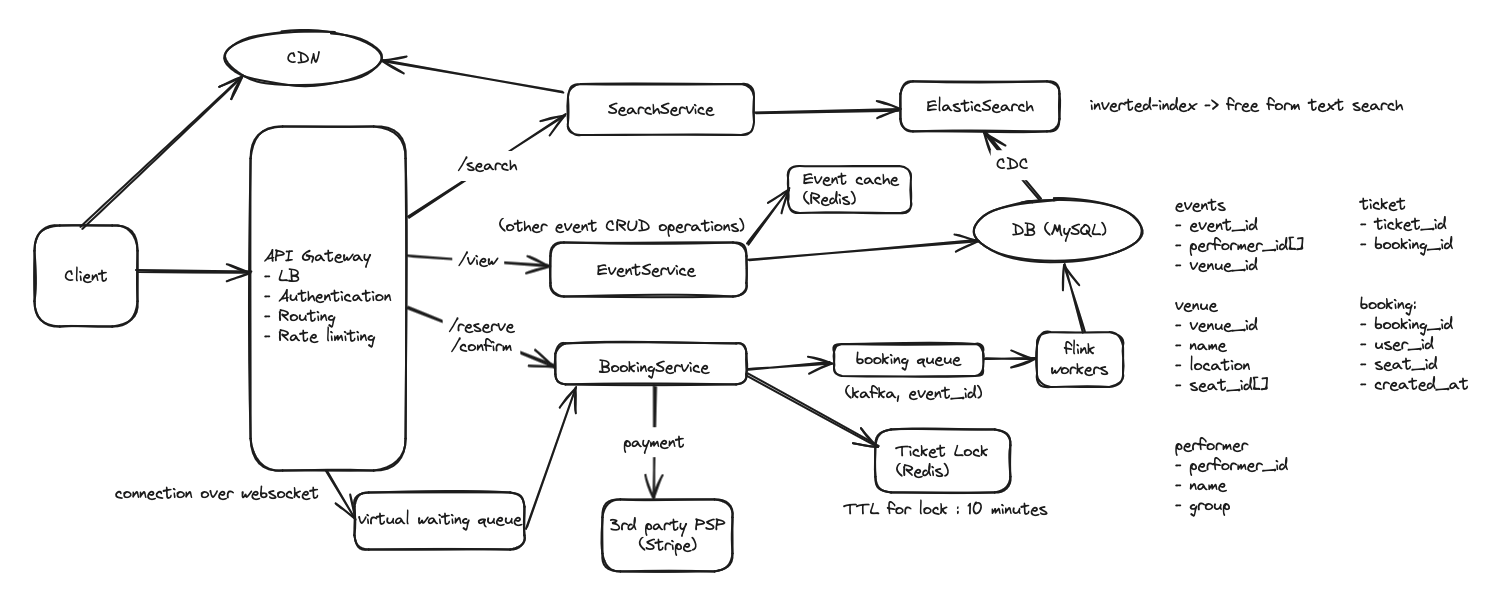 CDN
SearchService
ElasticSearch
inverted-index -> free form text search
/search
CDC
Event cache
(Redis)
(other event CRUD operations)
DB (MySQL)
Client
API Gateway
- LB
- Authentication
- Routing
- Rate limiting
/view
EventService
/reserve
/confirm
BookingService
booking queue
(kafka, event_id)
flink
workers
payment
Ticket Lock
(Redis)
TTL for lock : 10 minutes
connection over websocket
virtual waiting queue
3rd party PSP
(Stripe)
events
- event_id
- performer_id[]
- venue_id
ticket
- ticket_id
- booking_id
venue
- venue_id
- name
- location
- seat_id[]
booking:
- booking_id
- user_id
- seat_id
- created_at
performer
- performer_id
- name
- group